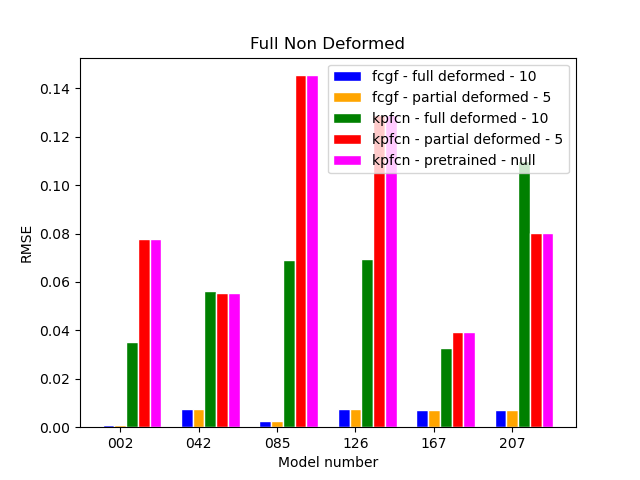 Full Non Deformed
fcgf - full deformed - 10
fcgf - partial deformed - 5
kpfcn - full deformed - 10
kpfcn - partial deformed - 5
kpfcn - pretrained - null
0.14
0.12
0.10
0.08
0.06
0.04
0.02
0.00
RMSE
002 042 085 126 167 207
Model number